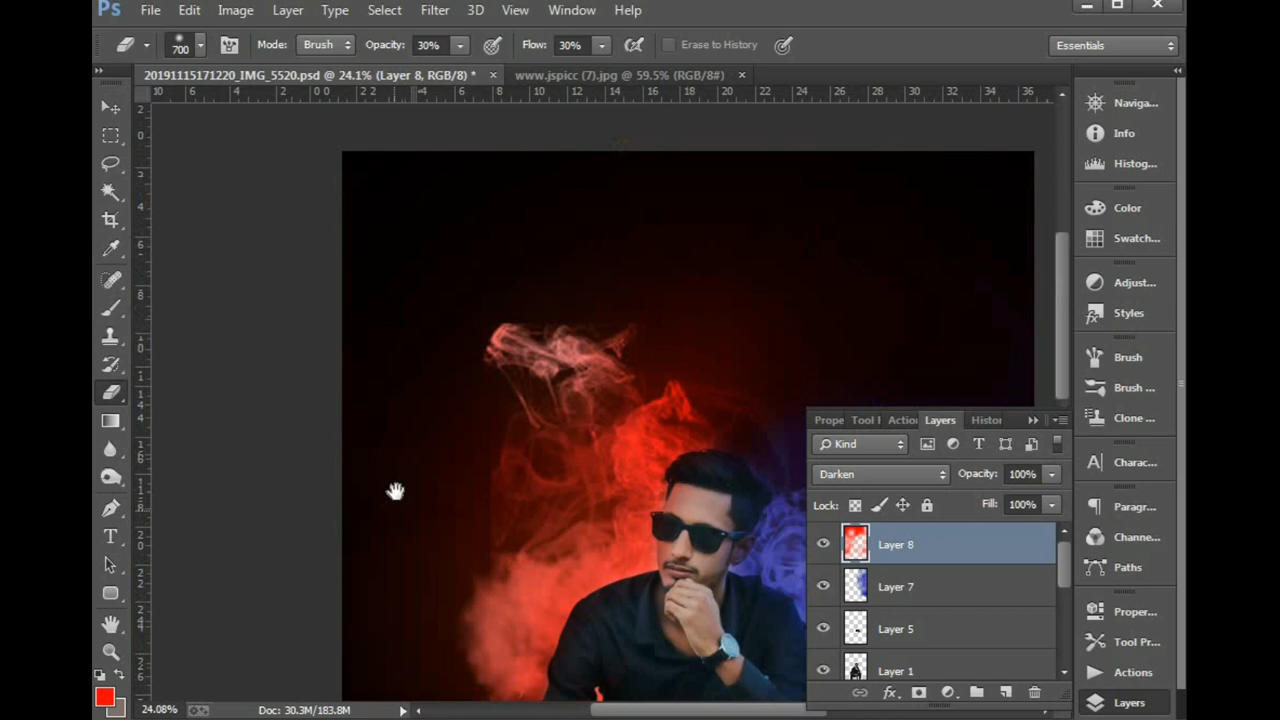 Ps File Edit Image Layer Type Select Filter 3D View Window Help
700 Mode: Brush Opacity: 30% Flow: 30% Erase to History Essentials
20191115171220_IMG_5520.psd @ 24.1% (Layer 8, RGB/8) * × www.jspicc (7).jpg @ 59.5% (RGB/8#) ×
Naviga...
Info
Histog...
Color
Swatch...
Adjust...
Styles
Brush
Brush ...
Clone ...
Charac...
Paragr...
Channe...
Paths
Proper...
Tool Pr...
Actions
Layers
Prope Tool I Action Layers Histor
Kind
Darken Opacity: 100%
Lock: Fill: 100%
Layer 8
Layer 7
Layer 5
Layer 1
fx
24.08% Doc: 30.3M/183.8M